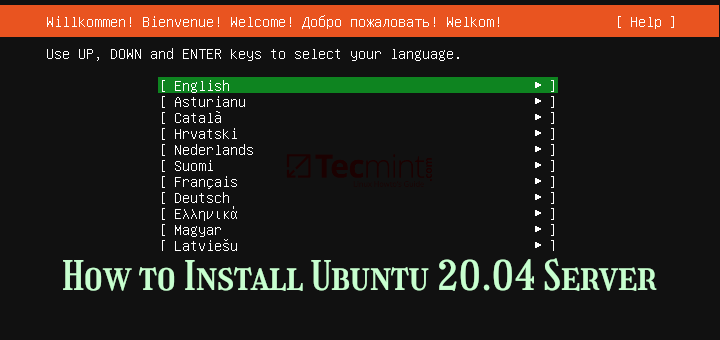 Willkommen! Bienvenue! Welcome! Добро пожаловать! Welkom! [ Help ]
Use UP, DOWN and ENTER keys to select your language.
[ English ► ]
[ Asturianu ► ]
[ Català ► ]
[ Hrvatski ► ]
[ Nederlands ► ]
[ Suomi ► ]
[ Français ► ]
[ Deutsch ► ]
[ Ελληνικά ► ]
[ Magyar ► ]
[ Latviešu ► ]
Tecmint.com
How to Install Ubuntu 20.04 Server